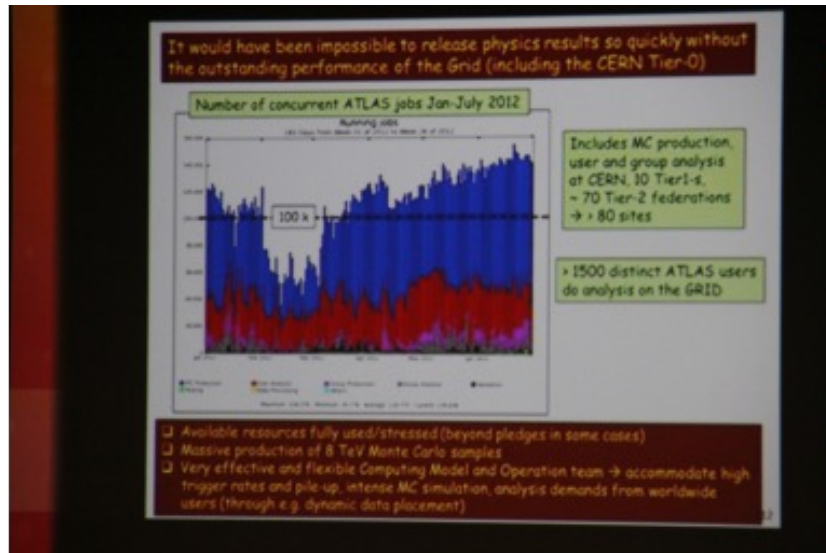 It would have been impossible to release physics results so quickly without
the outstanding performance of the Grid (including the CERN Tier-0)
Number of concurrent ATLAS jobs Jan-July 2012
Running jobs
100 k
Includes MC production,
user and group analysis
at CERN, 10 Tier1-s,
~ 70 Tier-2 federations
→ > 80 sites
> 1500 distinct ATLAS users
do analysis on the GRID
❑ Available resources fully used/stressed (beyond pledges in some cases)
❑ Massive production of 8 TeV Monte Carlo samples
❑ Very effective and flexible Computing Model and Operation team → accommodate high
trigger rates and pile-up, intense MC simulation, analysis demands from worldwide
users (through e.g. dynamic data placement)
12